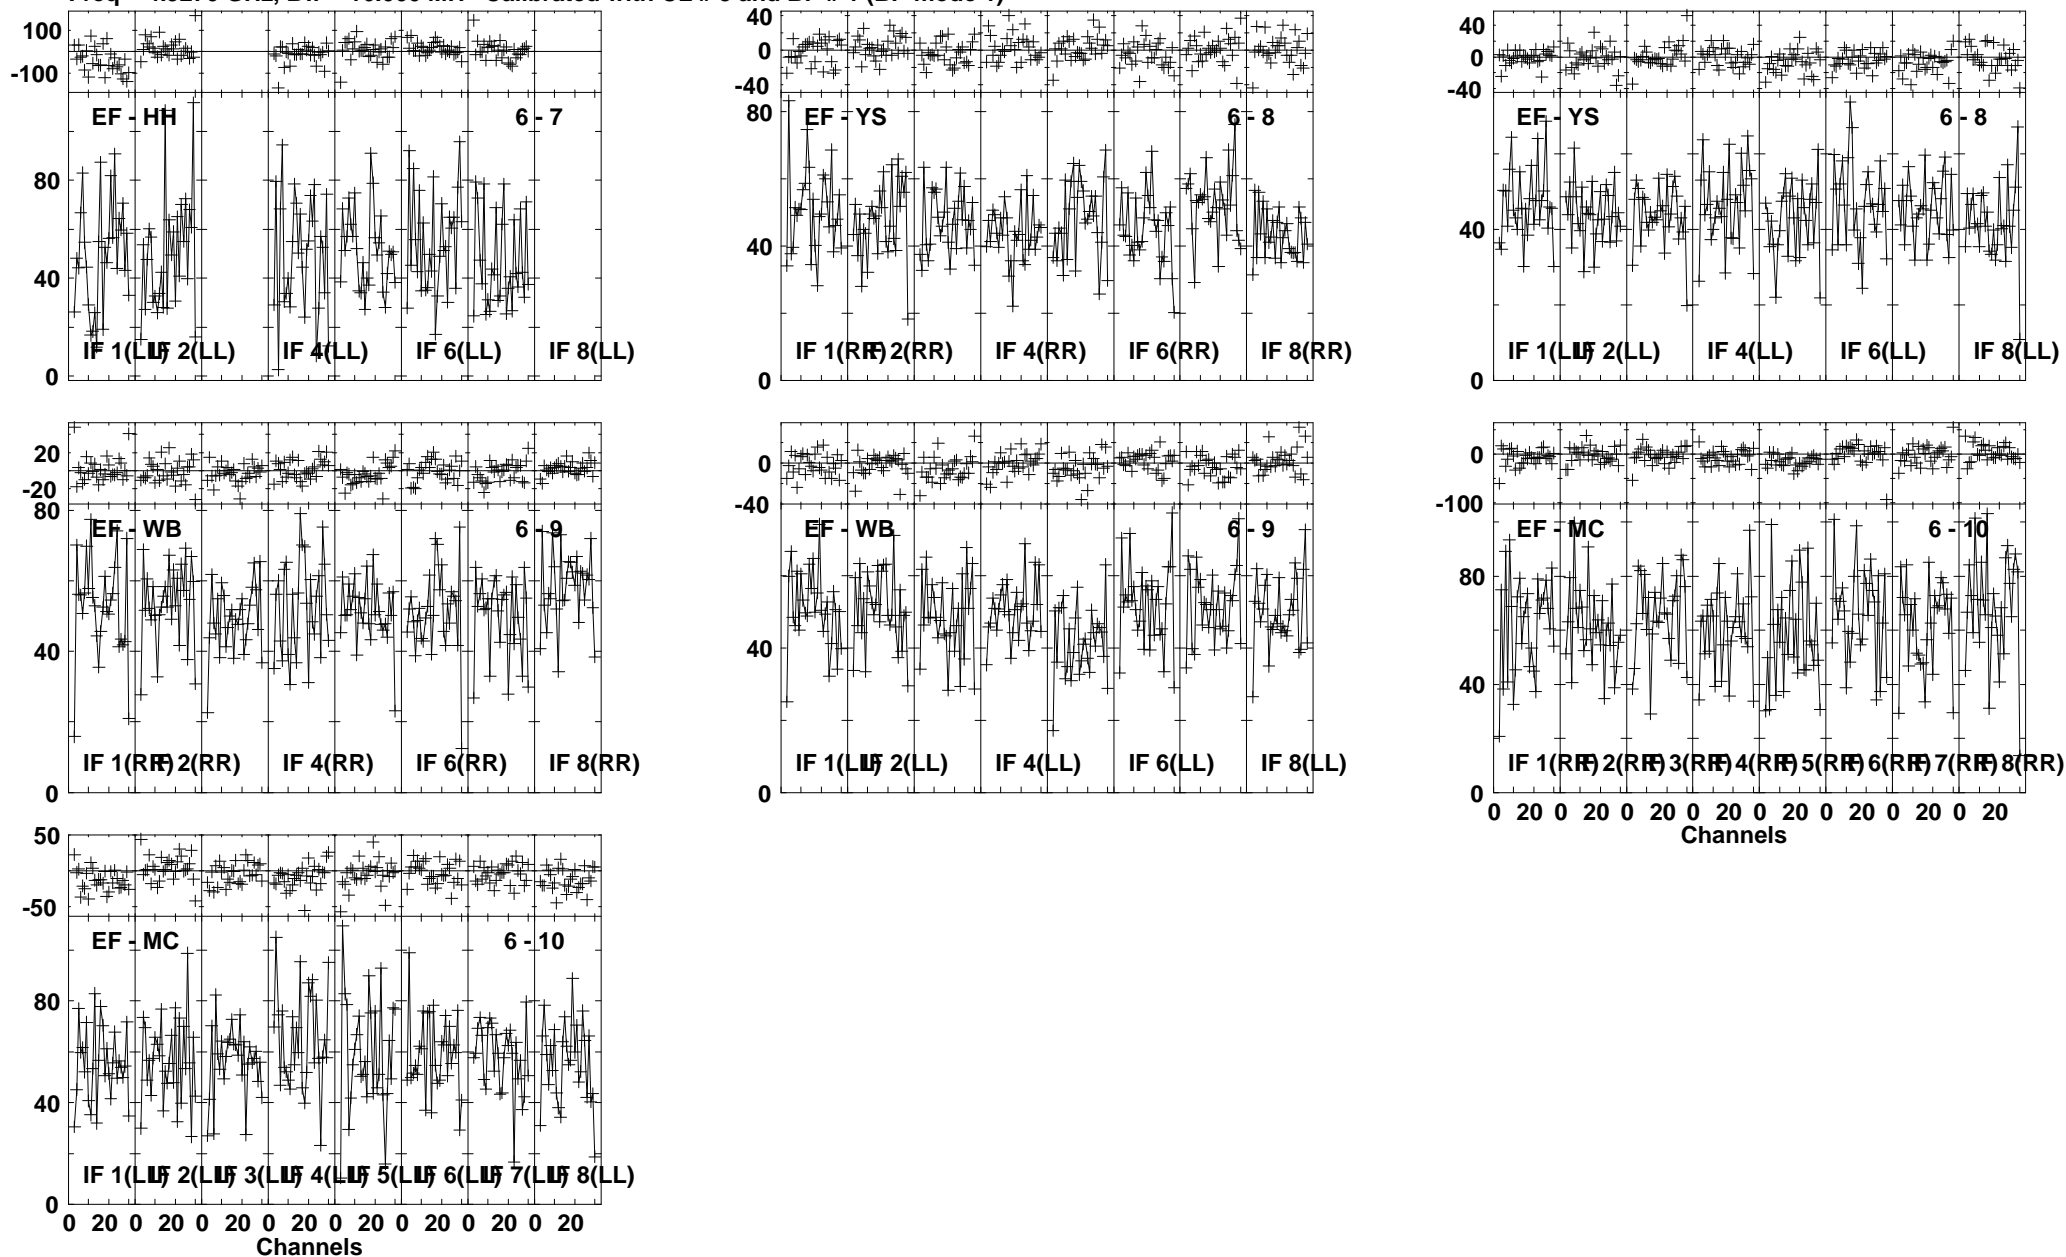 100
-100
EF - HH 6 - 7
80
40
0
IF 1(LL) IF 2(LL) IF 4(LL) IF 6(LL) IF 8(LL)
40
0
-40
80
EF - YS 6 - 8
40
0
IF 1(RR) IF 2(RR) IF 4(RR) IF 6(RR) IF 8(RR)
40
0
-40
EF - YS 6 - 8
40
0
IF 1(LL) IF 2(LL) IF 4(LL) IF 6(LL) IF 8(LL)
20
-20
80
EF - WB 6 - 9
40
0
IF 1(RR) IF 2(RR) IF 4(RR) IF 6(RR) IF 8(RR)
0
-40
EF - WB 6 - 9
40
0
IF 1(LL) IF 2(LL) IF 4(LL) IF 6(LL) IF 8(LL)
0
-100
EF - MC 6 - 10
80
40
0
IF 1(RR) IF 2(RR) IF 3(RR) IF 4(RR) IF 5(RR) IF 6(RR) IF 7(RR) IF 8(RR)
0 20 0 20 0 20 0 20 0 20 0 20 0 20 0 20
Channels
50
-50
EF - MC 6 - 10
80
40
0
IF 1(LL) IF 2(LL) IF 3(LL) IF 4(LL) IF 5(LL) IF 6(LL) IF 7(LL) IF 8(LL)
0 20 0 20 0 20 0 20 0 20 0 20 0 20 0 20
Channels